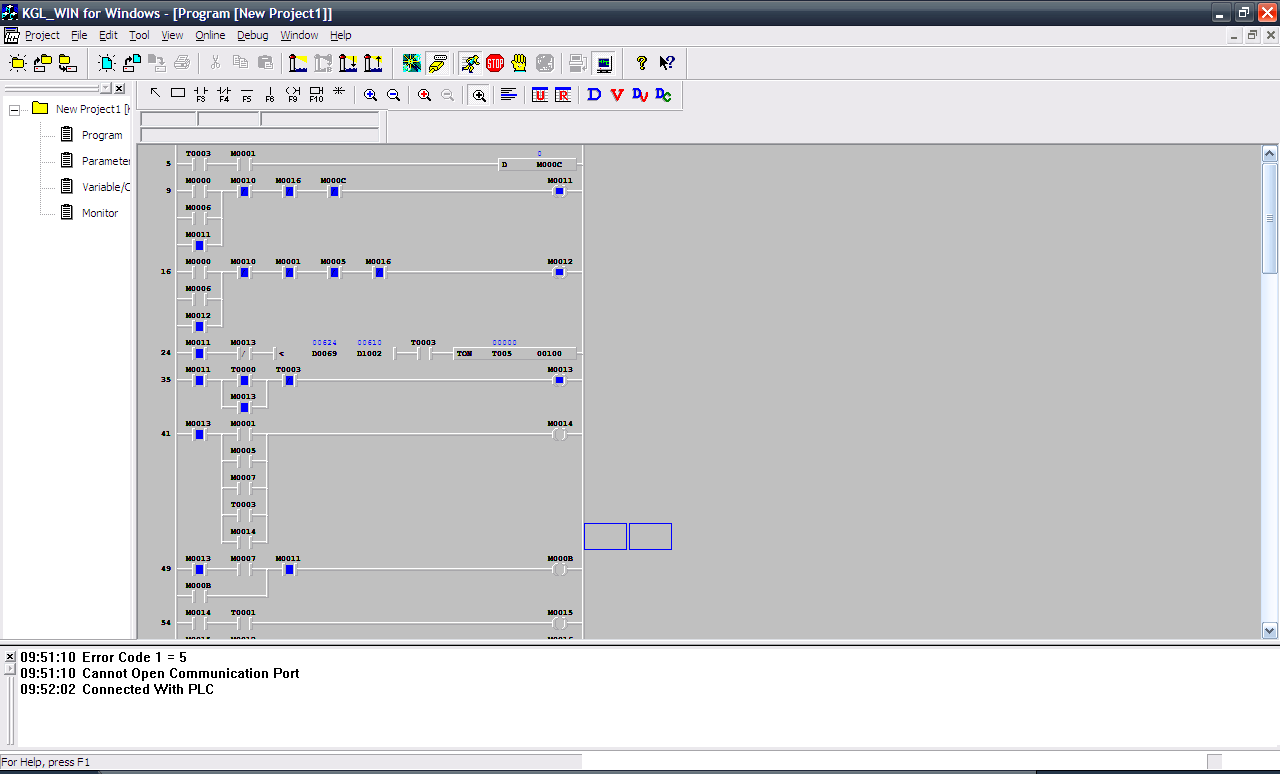 KGL_WIN for Windows - [Program [New Project1]]
Project File Edit Tool View Online Debug Window Help
STOP ? ?
F3 F4 F5 F8 F9 F10 U R D V DV DC
New Project1 [
Program
Parameter
Variable/C
Monitor
T0003 M0001 0
5 D M000C
M0000 M0010 M0016 M000C M0011
9
M0006
M0011
M0000 M0010 M0001 M0005 M0016 M0012
16
M0006
M0012
M0011 M0013 00624 00610 T0003 00000
24 / < D0069 D1002 TON T005 00100
M0011 T0000 T0003 M0013
35
M0013
M0013 M0001 M0014
41
M0005
M0007
T0003
M0014
M0013 M0007 M0011 M000B
49
M000B
M0014 T0001 M0015
54
09:51:10 Error Code 1 = 5
09:51:10 Cannot Open Communication Port
09:52:02 Connected With PLC
For Help, press F1